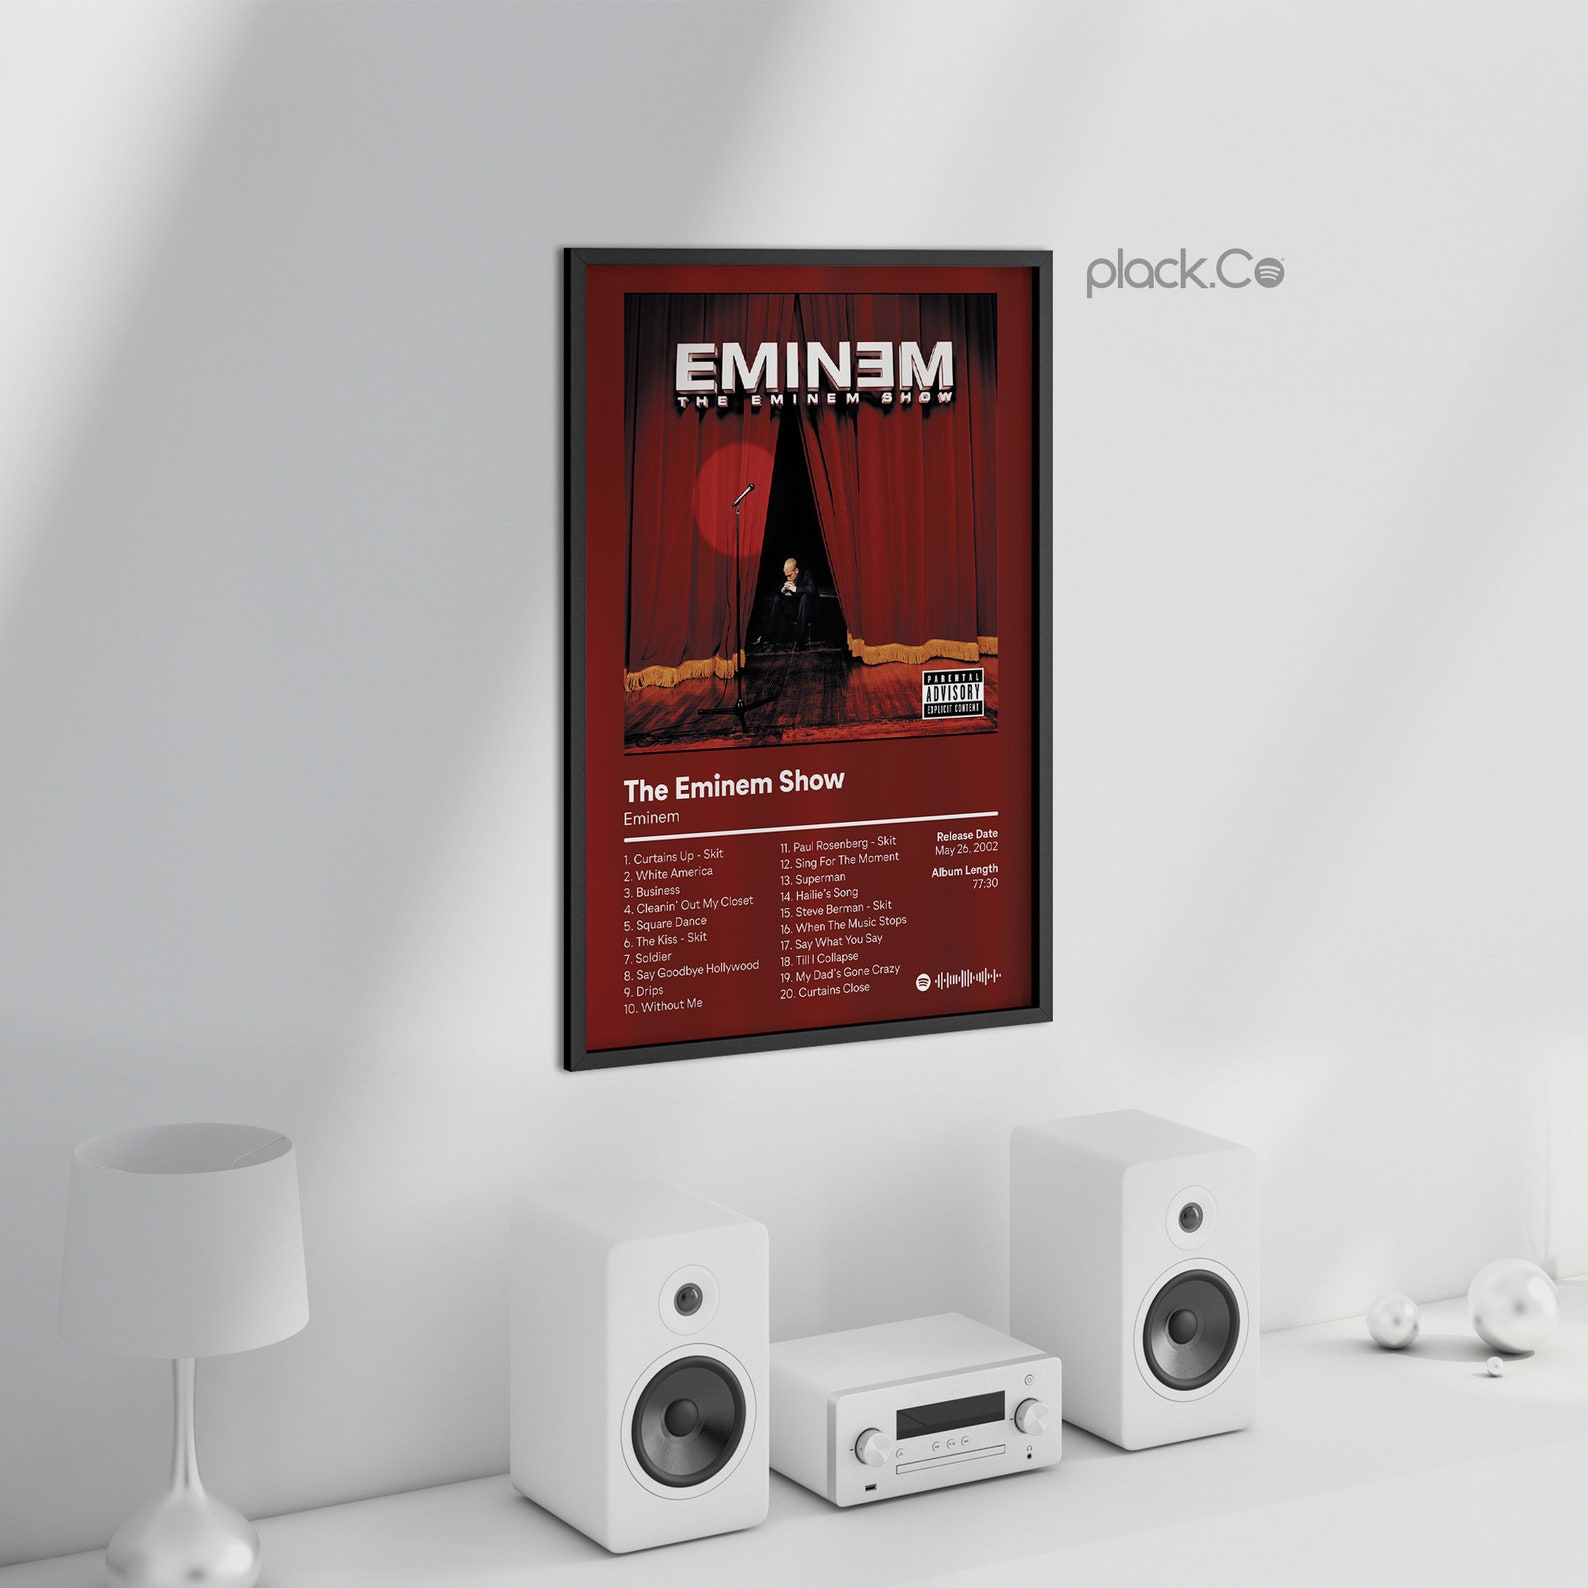 plack.Co
EMINEM
THE EMINEM SHOW
PARENTAL
ADVISORY
EXPLICIT CONTENT
The Eminem Show
Eminem
1. Curtains Up - Skit
2. White America
3. Business
4. Cleanin' Out My Closet
5. Square Dance
6. The Kiss - Skit
7. Soldier
8. Say Goodbye Hollywood
9. Drips
10. Without Me
11. Paul Rosenberg - Skit
12. Sing For The Moment
13. Superman
14. Hailie's Song
15. Steve Berman - Skit
16. When The Music Stops
17. Say What You Say
18. Till I Collapse
19. My Dad's Gone Crazy
20. Curtains Close
Release Date
May 26, 2002
Album Length
77:30